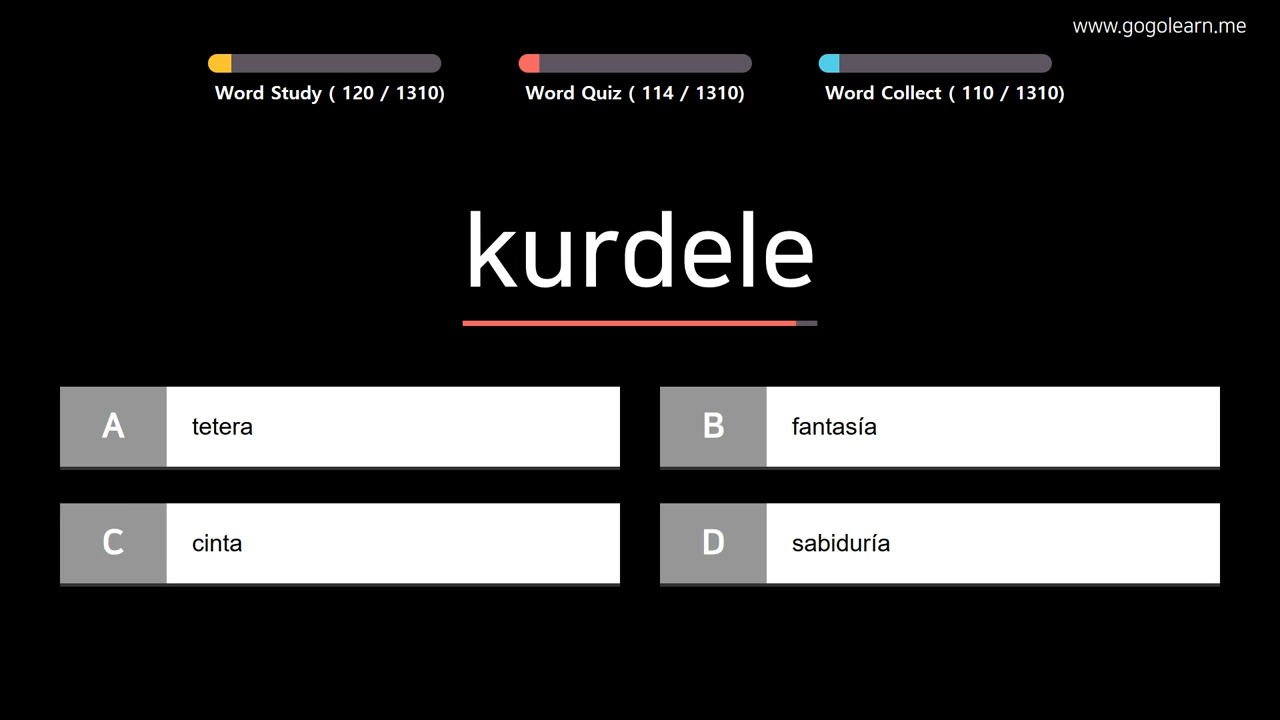 www.gogolearn.me
Word Study ( 120 / 1310)
Word Quiz ( 114 / 1310)
Word Collect ( 110 / 1310)
kurdele
A tetera
B fantasía
C cinta
D sabiduría